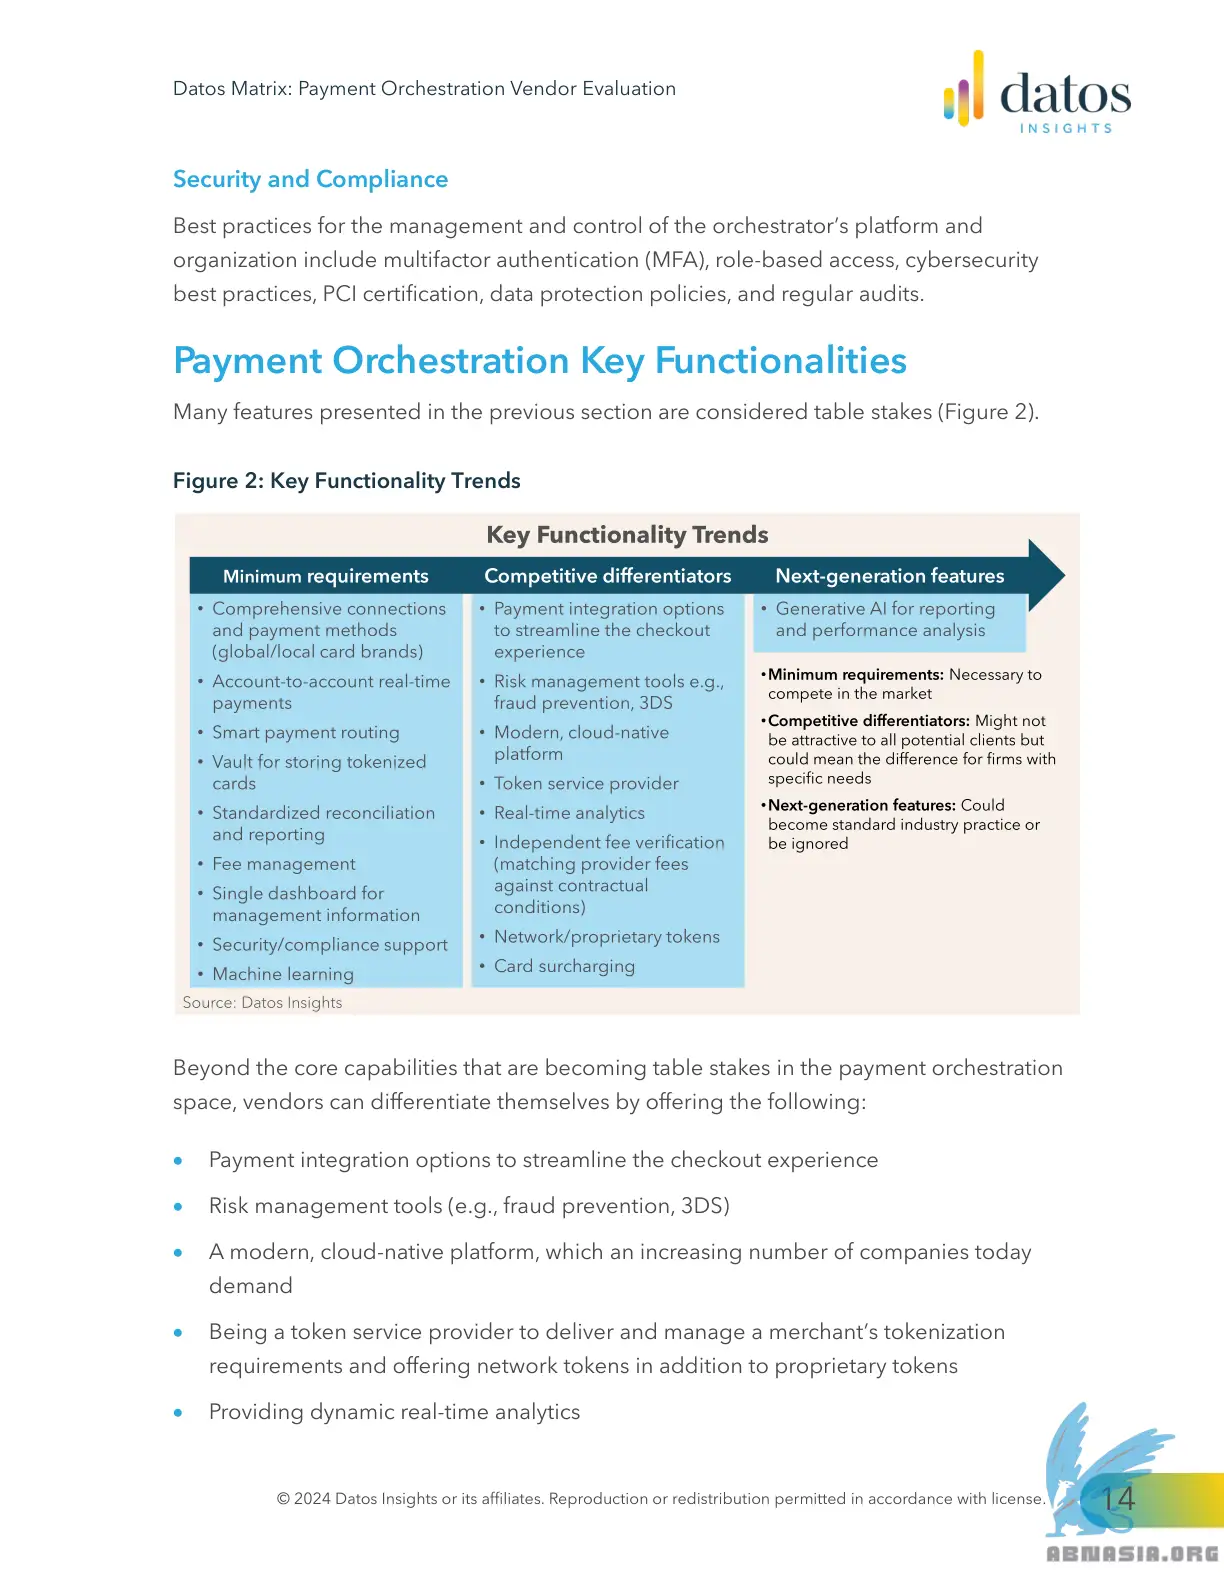 Datos Matrix: Payment Orchestration Vendor Evaluation
datos
INSIGHTS
Security and Compliance
Best practices for the management and control of the orchestrator’s platform and
organization include multifactor authentication (MFA), role-based access, cybersecurity
best practices, PCI certification, data protection policies, and regular audits.
Payment Orchestration Key Functionalities
Many features presented in the previous section are considered table stakes (Figure 2).
Figure 2: Key Functionality Trends
Key Functionality Trends
Minimum requirements
• Comprehensive connections
and payment methods
(global/local card brands)
• Account-to-account real-time
payments
• Smart payment routing
• Vault for storing tokenized
cards
• Standardized reconciliation
and reporting
• Fee management
• Single dashboard for
management information
• Security/compliance support
• Machine learning
Competitive differentiators
• Payment integration options
to streamline the checkout
experience
• Risk management tools e.g.,
fraud prevention, 3DS
• Modern, cloud-native
platform
• Token service provider
• Real-time analytics
• Independent fee verification
(matching provider fees
against contractual
conditions)
• Network/proprietary tokens
• Card surcharging
Next-generation features
• Generative AI for reporting
and performance analysis
• Minimum requirements: Necessary to
compete in the market
• Competitive differentiators: Might not
be attractive to all potential clients but
could mean the difference for firms with
specific needs
• Next-generation features: Could
become standard industry practice or
be ignored
Source: Datos Insights
Beyond the core capabilities that are becoming table stakes in the payment orchestration
space, vendors can differentiate themselves by offering the following:
• Payment integration options to streamline the checkout experience
• Risk management tools (e.g., fraud prevention, 3DS)
• A modern, cloud-native platform, which an increasing number of companies today
demand
• Being a token service provider to deliver and manage a merchant’s tokenization
requirements and offering network tokens in addition to proprietary tokens
• Providing dynamic real-time analytics
© 2024 Datos Insights or its affiliates. Reproduction or redistribution permitted in accordance with license.
14
ABNASIA.ORG